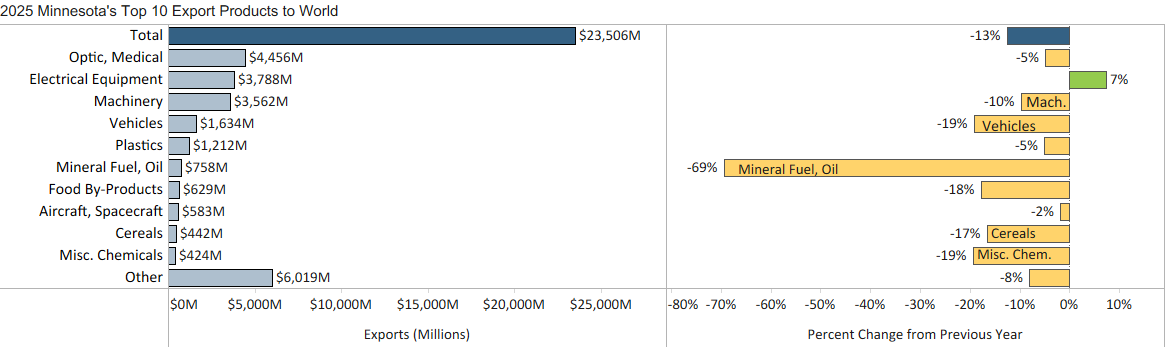 2025 Minnesota's Top 10 Export Products to World
Total $23,506M -13%
Optic, Medical $4,456M -5%
Electrical Equipment $3,788M 7%
Machinery $3,562M -10% Mach.
Vehicles $1,634M -19% Vehicles
Plastics $1,212M -5%
Mineral Fuel, Oil $758M -69% Mineral Fuel, Oil
Food By-Products $629M -18%
Aircraft, Spacecraft $583M -2%
Cereals $442M -17% Cereals
Misc. Chemicals $424M -19% Misc. Chem.
Other $6,019M -8%
$0M $5,000M $10,000M $15,000M $20,000M $25,000M -80% -70% -60% -50% -40% -30% -20% -10% 0% 10%
Exports (Millions) Percent Change from Previous Year